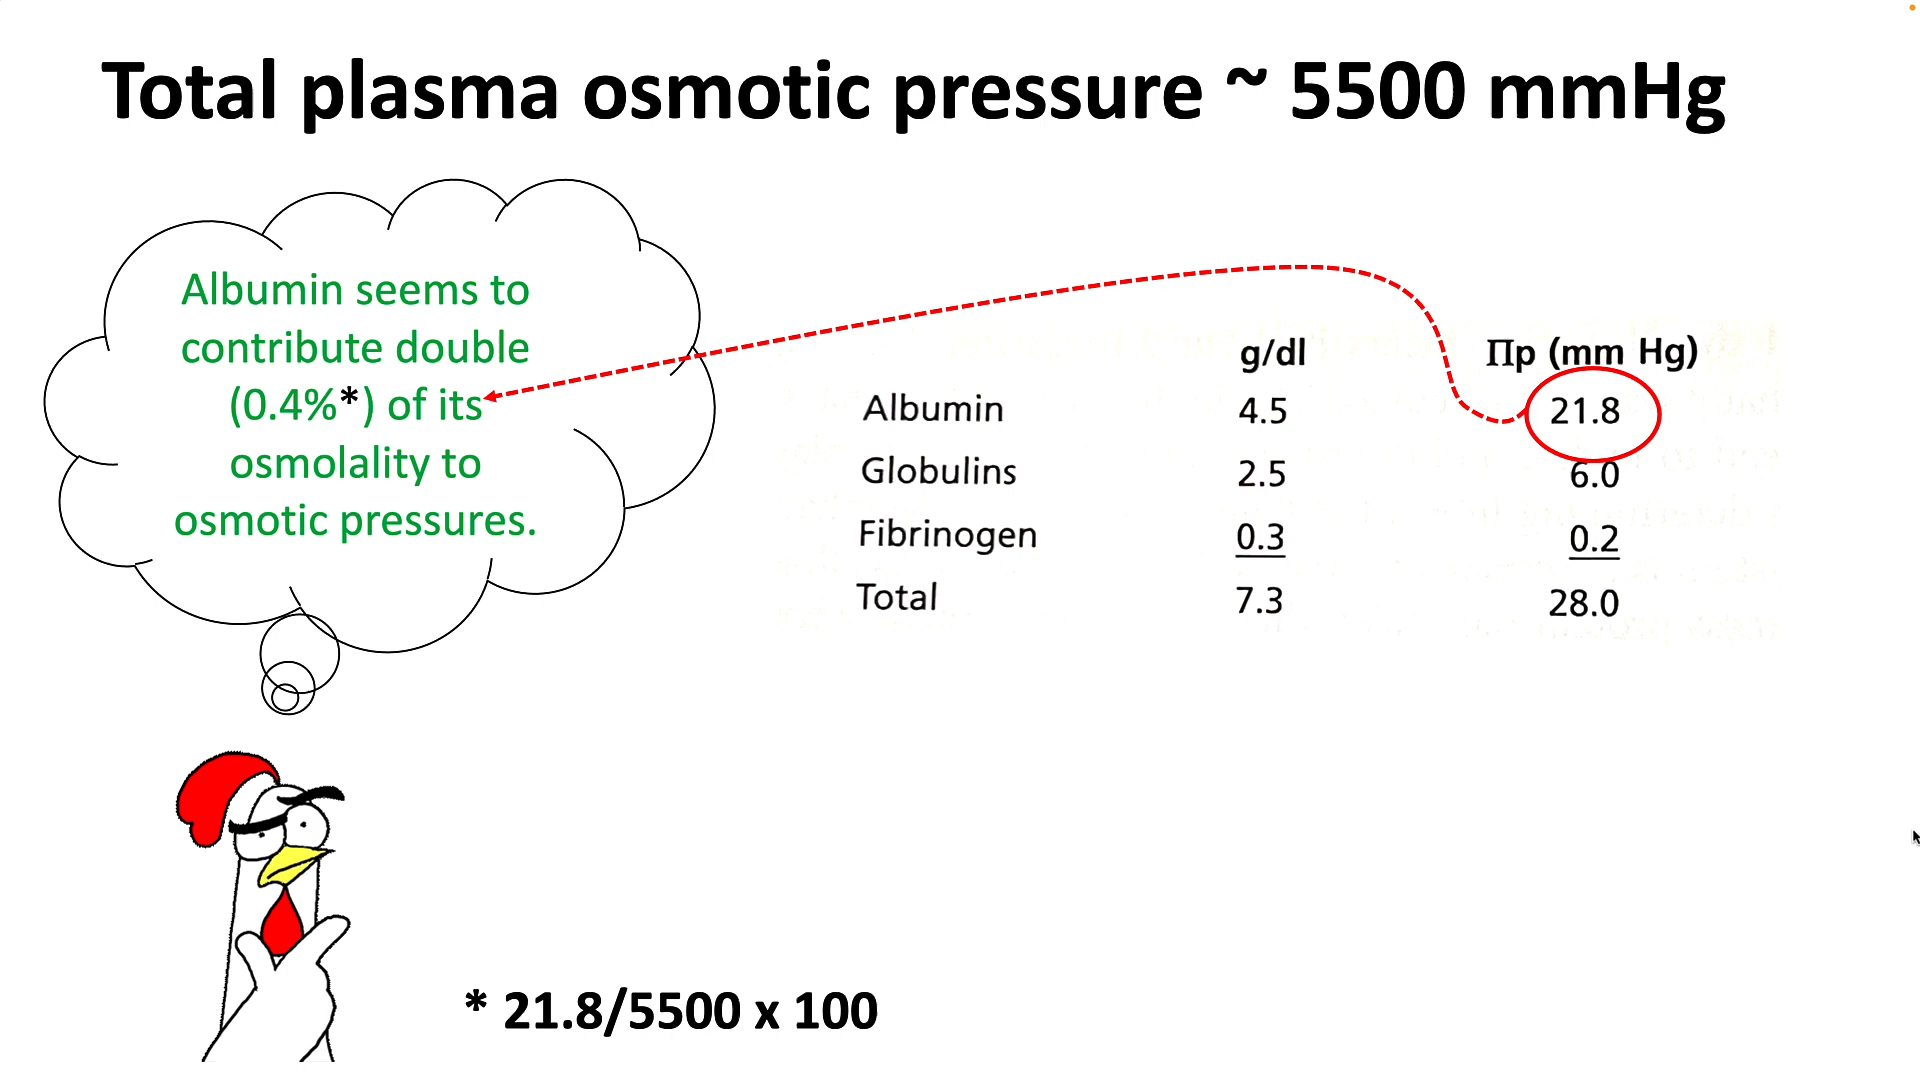 Total plasma osmotic pressure ~ 5500 mmHg
Albumin seems to
contribute double
(0.4%*) of its
osmolality to
osmotic pressures.
g/dl Πp (mm Hg)
Albumin 4.5 21.8
Globulins 2.5 6.0
Fibrinogen 0.3 0.2
Total 7.3 28.0
* 21.8/5500 x 100